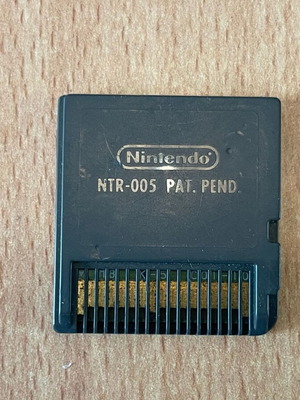 Nintendo
NTR-005 PAT. PEND.